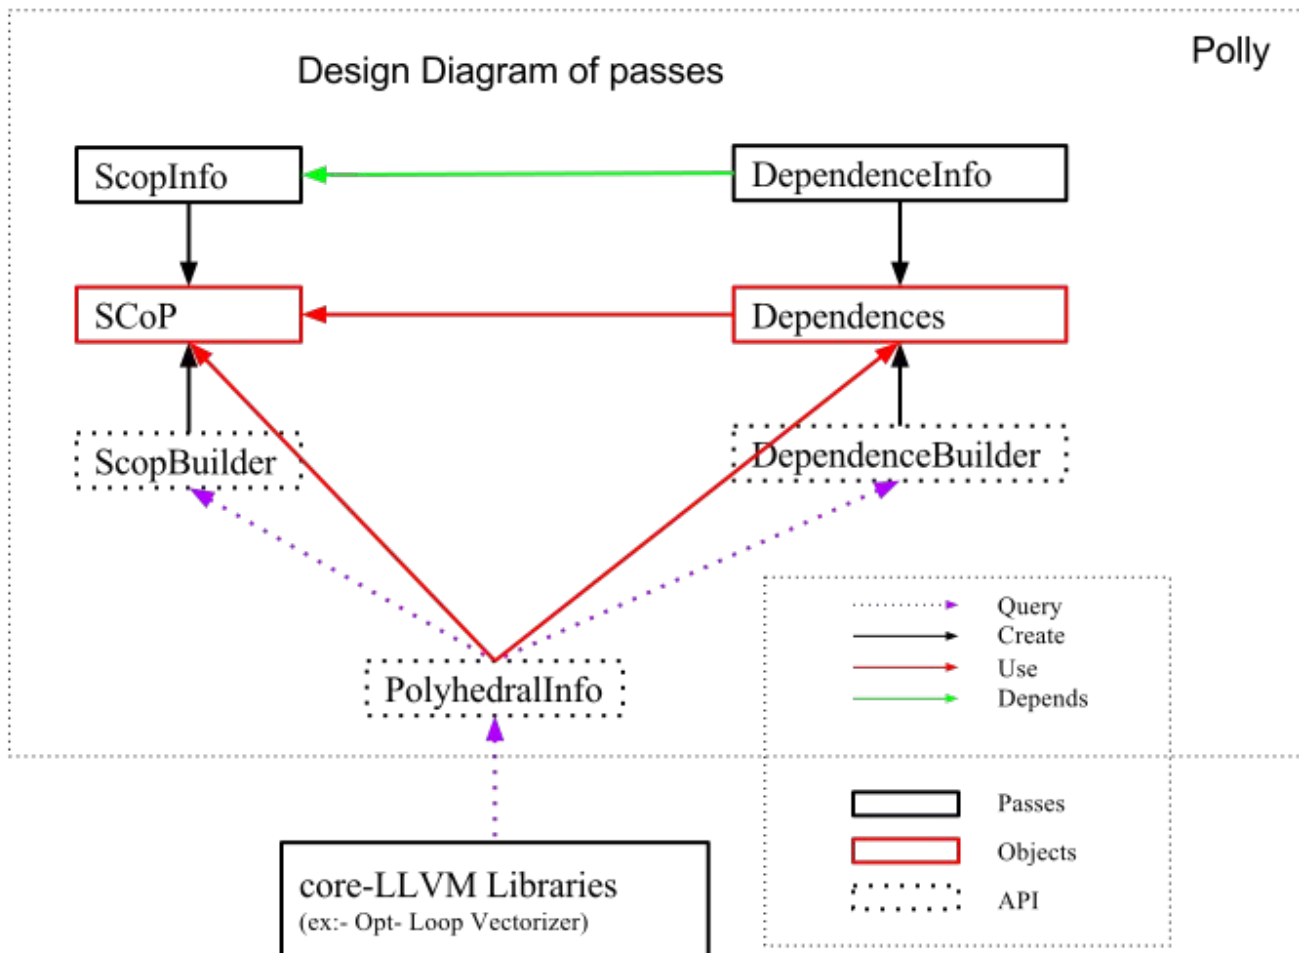 Polly
Design Diagram of passes
ScopInfo
DependenceInfo
SCoP
Dependences
ScopBuilder
DependenceBuilder
PolyhedralInfo
Query
Create
Use
Depends
Passes
Objects
API
core-LLVM Libraries
(ex:- Opt- Loop Vectorizer)